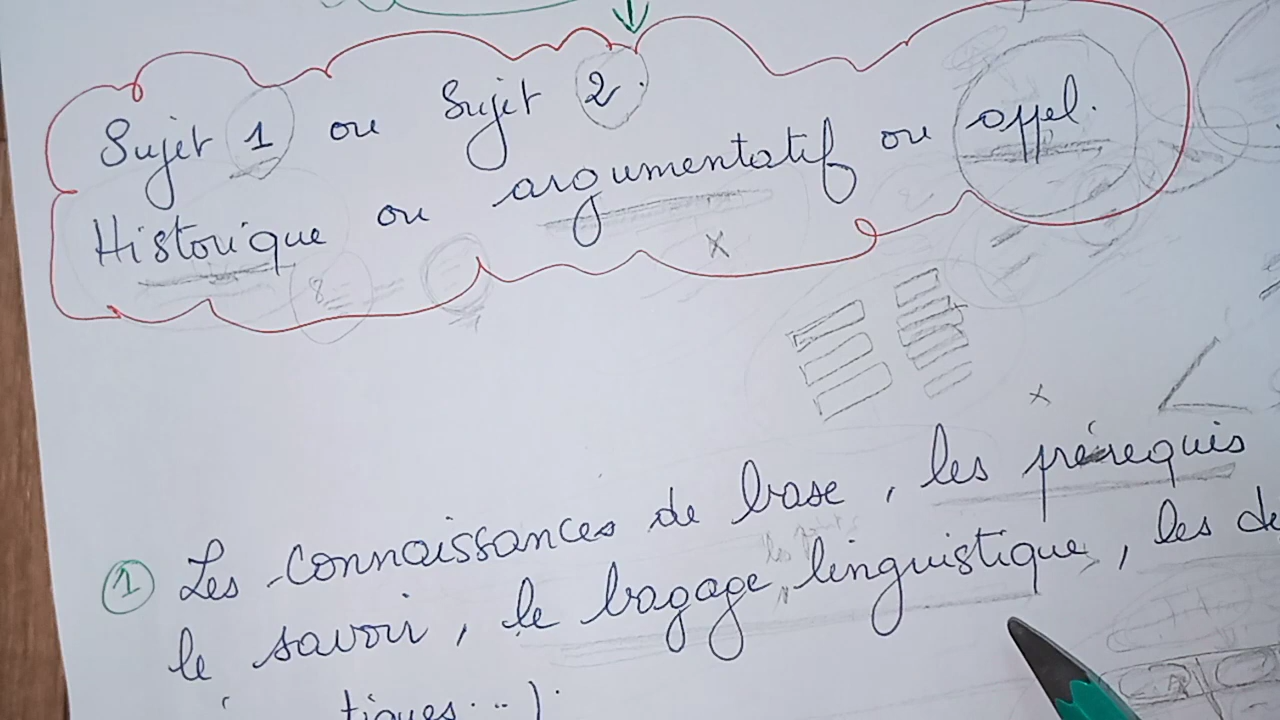 Sujet 1 ou Sujet 2.
Historique ou argumentatif ou appel.
① Les connaissances de base, les prérequis
le savoir, le bagage linguistique, les
tiques...).